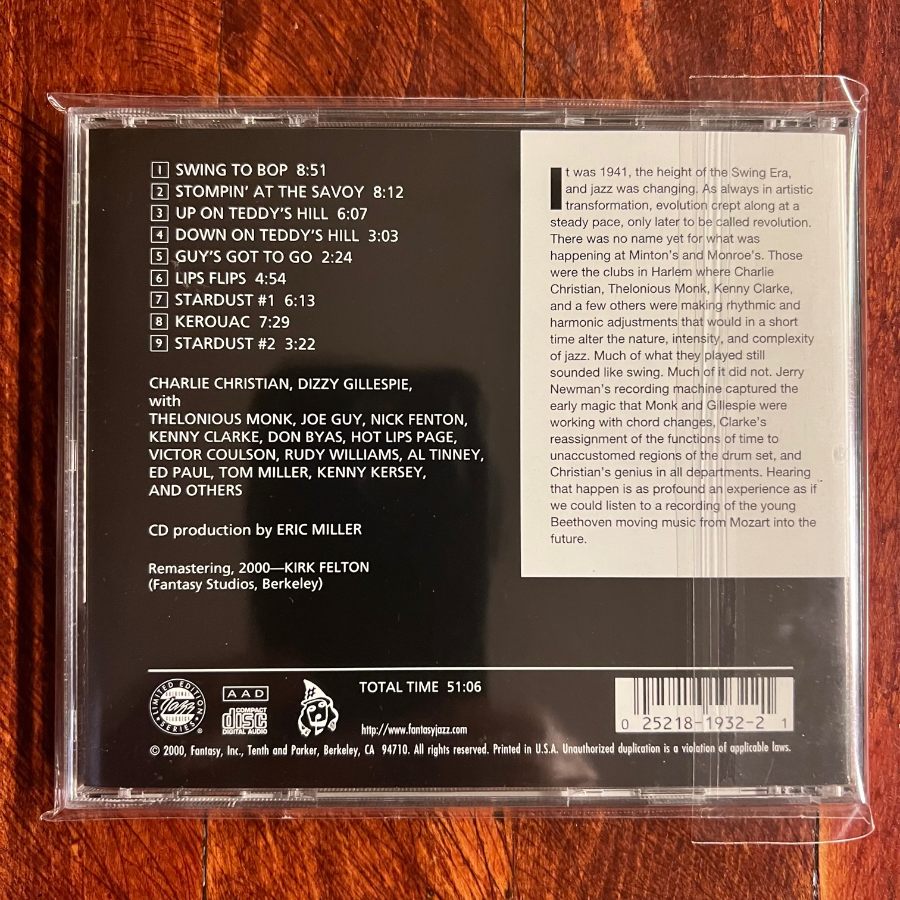 1 SWING TO BOP 8:51
2 STOMPIN' AT THE SAVOY 8:12
3 UP ON TEDDY'S HILL 6:07
4 DOWN ON TEDDY'S HILL 3:03
5 GUY'S GOT TO GO 2:24
6 LIPS FLIPS 4:54
7 STARDUST #1 6:13
8 KEROUAC 7:29
9 STARDUST #2 3:22
CHARLIE CHRISTIAN, DIZZY GILLESPIE,
with
THELONIOUS MONK, JOE GUY, NICK FENTON,
KENNY CLARKE, DON BYAS, HOT LIPS PAGE,
VICTOR COULSON, RUDY WILLIAMS, AL TINNEY,
ED PAUL, TOM MILLER, KENNY KERSEY,
AND OTHERS
CD production by ERIC MILLER
Remastering, 2000—KIRK FELTON
(Fantasy Studios, Berkeley)
It was 1941, the height of the Swing Era,
and jazz was changing. As always in artistic
transformation, evolution crept along at a
steady pace, only later to be called revolution.
There was no name yet for what was
happening at Minton's and Monroe's. Those
were the clubs in Harlem where Charlie
Christian, Thelonious Monk, Kenny Clarke,
and a few others were making rhythmic and
harmonic adjustments that would in a short
time alter the nature, intensity, and complexity
of jazz. Much of what they played still
sounded like swing. Much of it did not. Jerry
Newman's recording machine captured the
early magic that Monk and Gillespie were
working with chord changes, Clarke's
reassignment of the functions of time to
unaccustomed regions of the drum set, and
Christian's genius in all departments. Hearing
that happen is as profound an experience as if
we could listen to a recording of the young
Beethoven moving music from Mozart into the
future.
LIMITED EDITION
ORIGINAL
Jazz
CLASSICS
SERIES
AAD
COMPACT
disc
DIGITAL AUDIO
TOTAL TIME 51:06
http://www.fantasyjazz.com
0 25218-1932-2 1
© 2000, Fantasy, Inc., Tenth and Parker, Berkeley, CA 94710. All rights reserved. Printed in U.S.A. Unauthorized duplication is a violation of applicable laws.